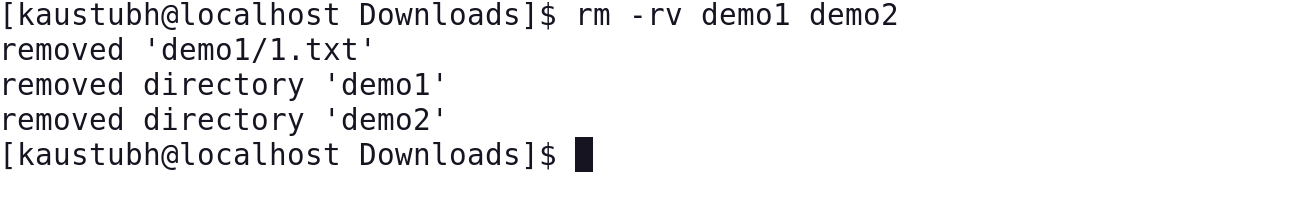 [kaustubh@localhost Downloads]$ rm -rv demo1 demo2
removed 'demo1/1.txt'
removed directory 'demo1'
removed directory 'demo2'
[kaustubh@localhost Downloads]$